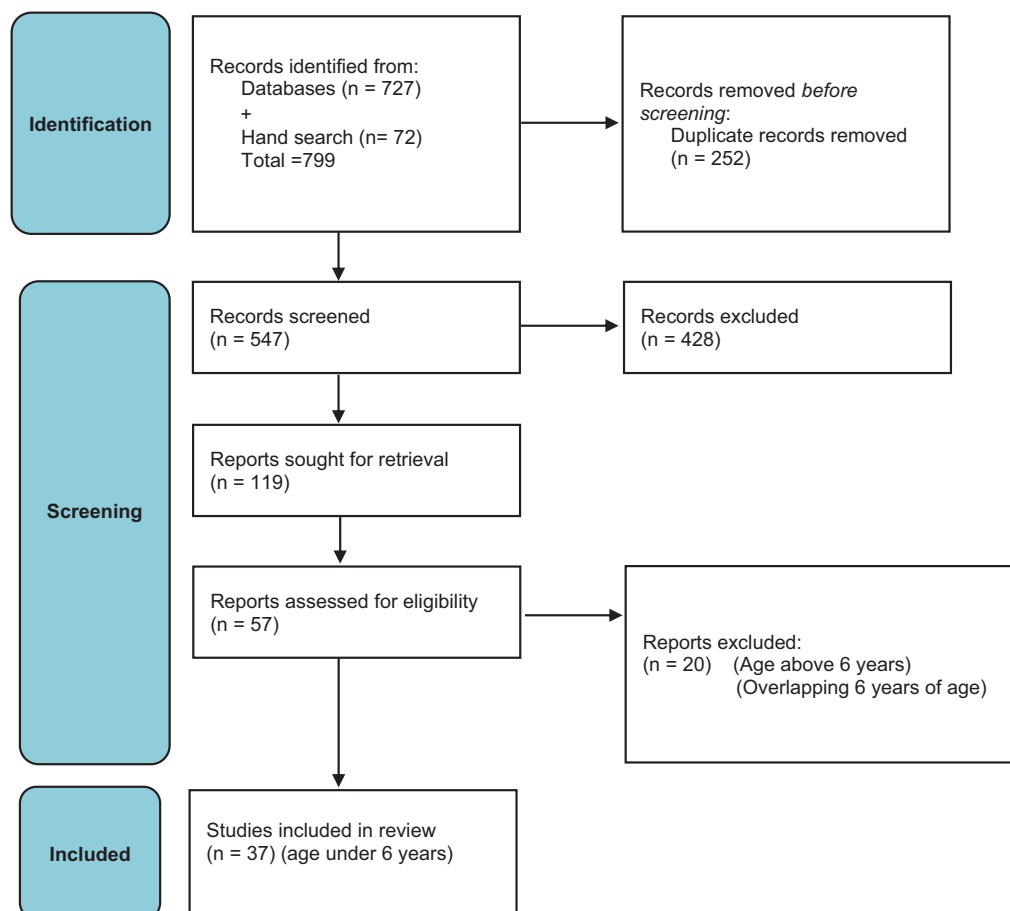 Identification
Records identified from:
Databases (n = 727)
+
Hand search (n= 72)
Total =799
Records removed before
screening:
Duplicate records removed
(n = 252)
Screening
Records screened
(n = 547)
Records excluded
(n = 428)
Reports sought for retrieval
(n = 119)
Reports assessed for eligibility
(n = 57)
Reports excluded:
(n = 20) (Age above 6 years)
(Overlapping 6 years of age)
Included
Studies included in review
(n = 37) (age under 6 years)